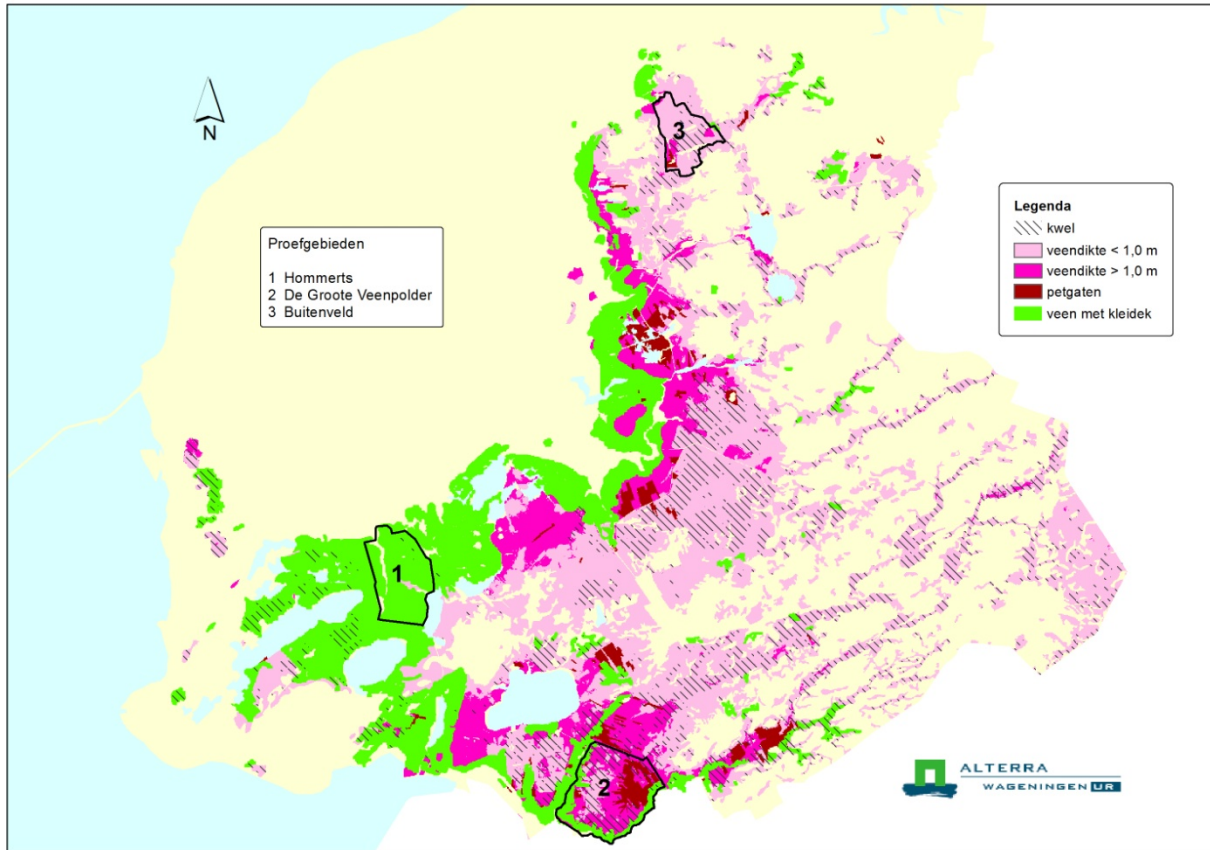 N
Proefgebieden
1 Hommerts
2 De Groote Veenpolder
3 Buitenveld
3
Legenda
kwel
veendikte < 1,0 m
veendikte > 1,0 m
petgaten
veen met kleidek
1
2
ALTERRA
WAGENINGEN UR